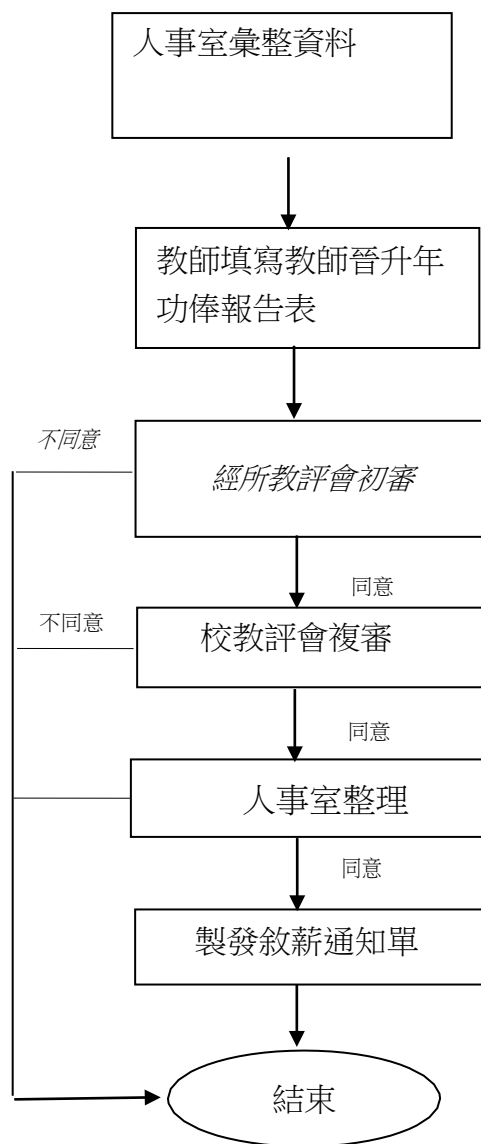 人事室彙整資料
教師填寫教師晉升年
功俸報告表
不同意
經所教評會初審
同意
不同意
校教評會複審
同意
人事室整理
同意
製發敘薪通知單
結束